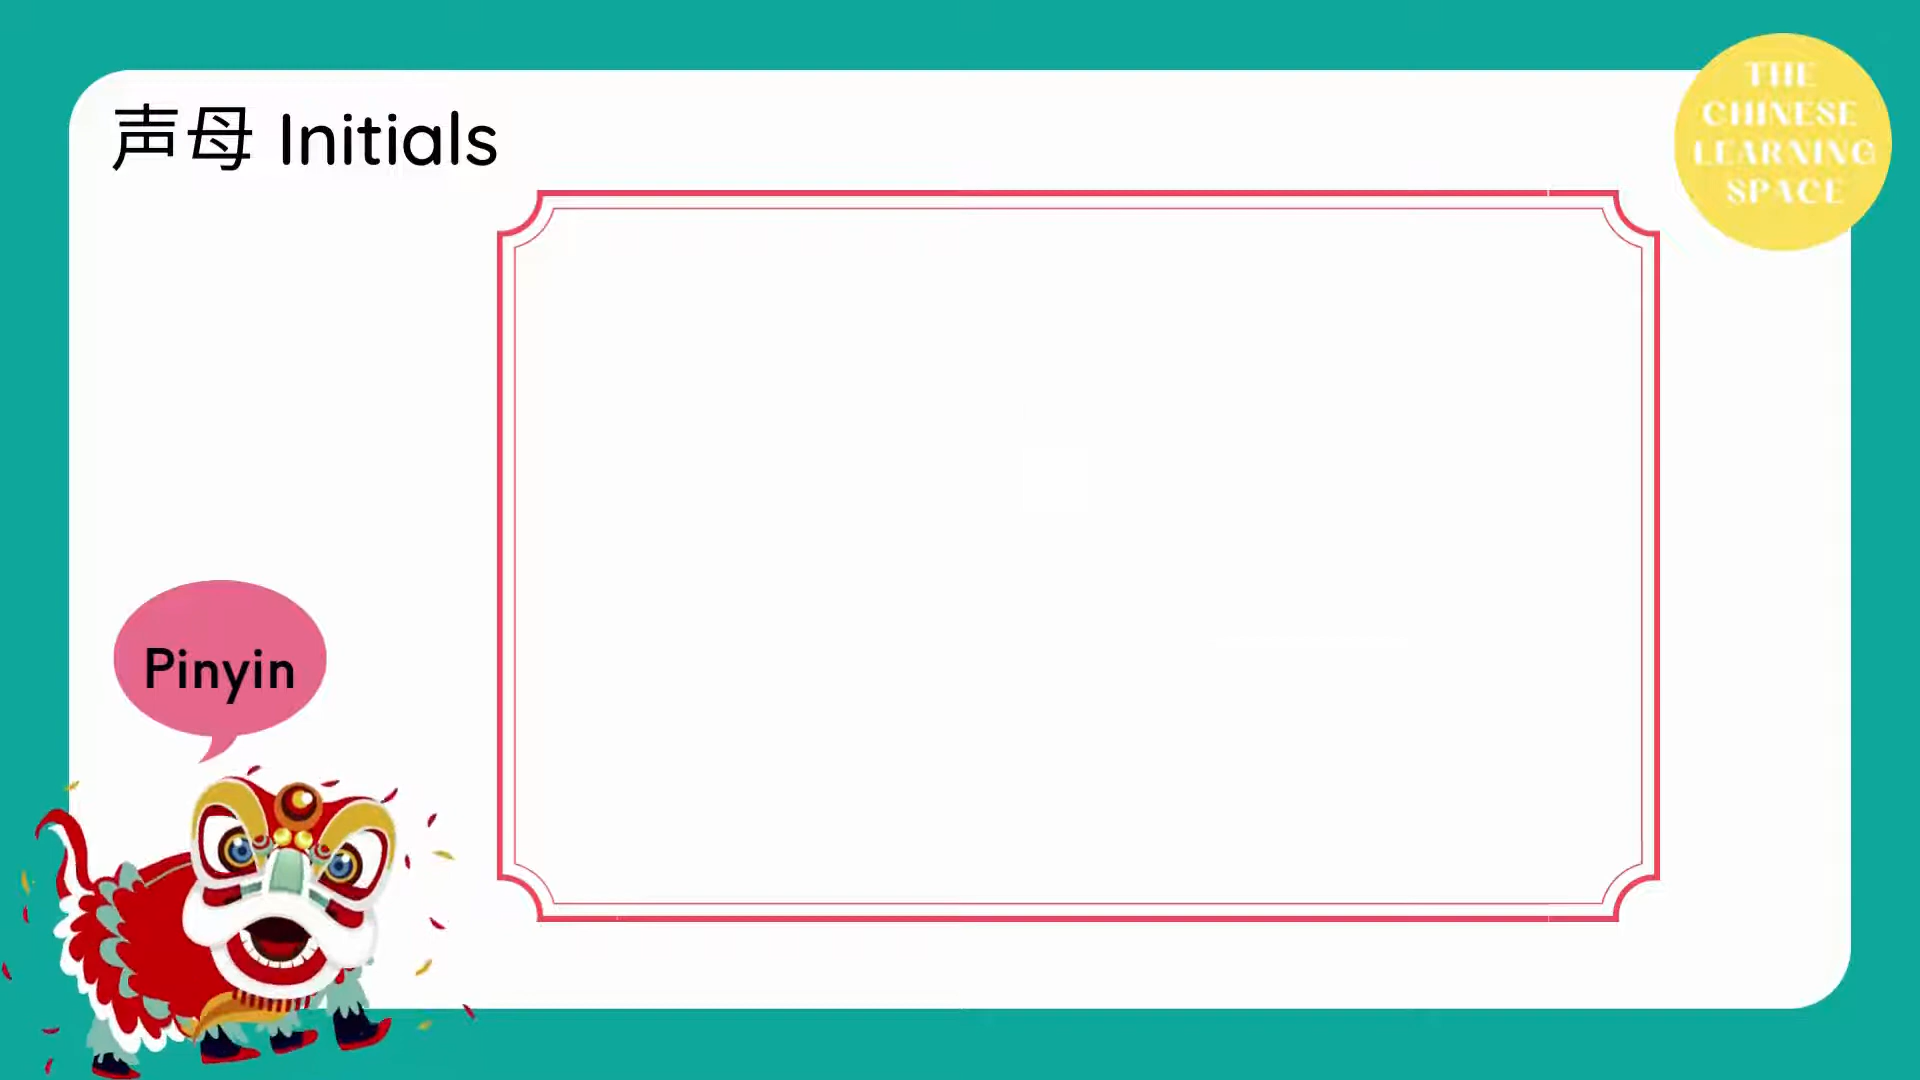 声母 Initials
THE
CHINESE
LEARNING
SPACE
Pinyin